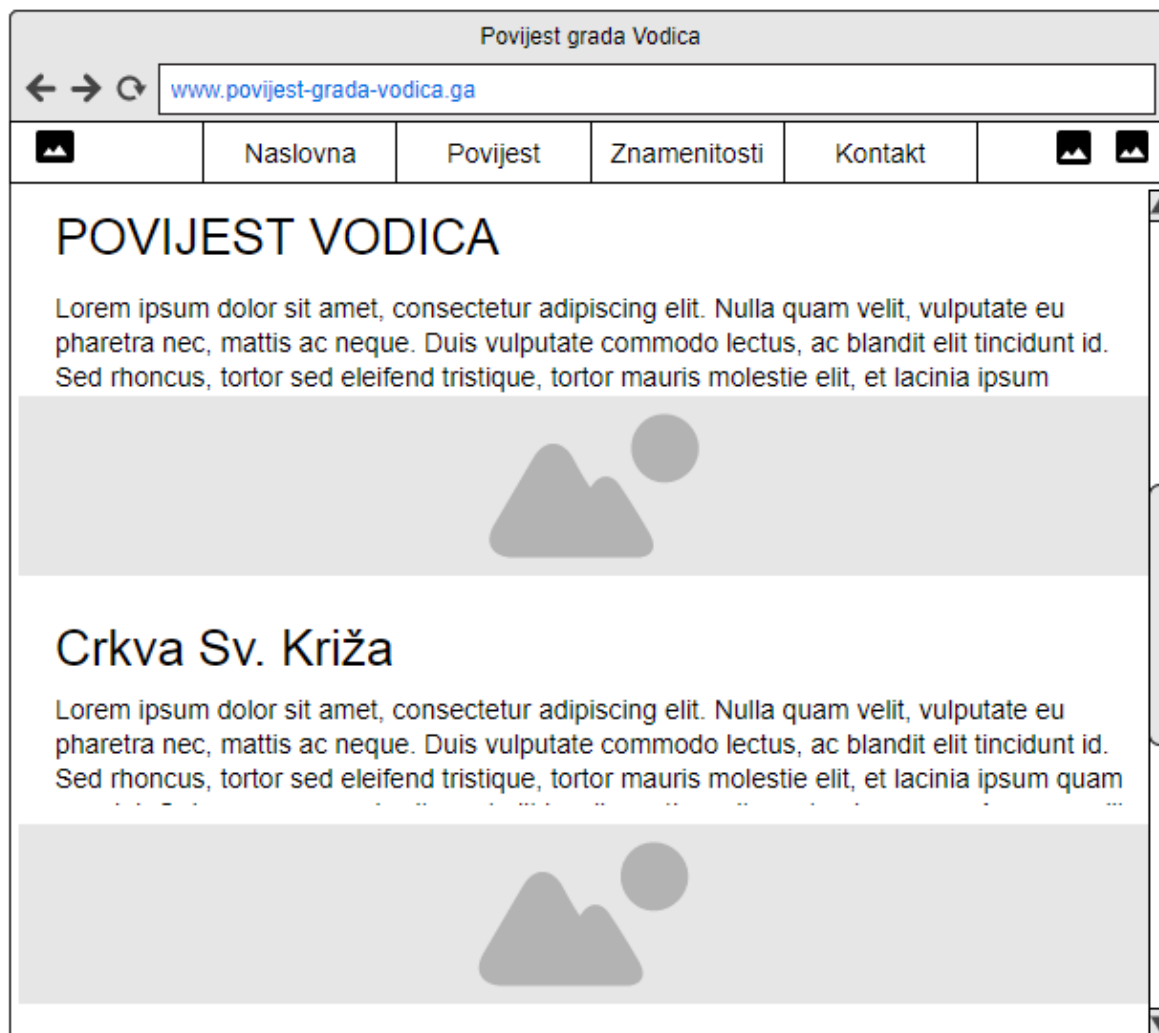 Povijest grada Vodica
www.povijest-grada-vodica.ga
Naslovna Povijest Znamenitosti Kontakt
POVIJEST VODICA
Lorem ipsum dolor sit amet, consectetur adipiscing elit. Nulla quam velit, vulputate eu
pharetra nec, mattis ac neque. Duis vulputate commodo lectus, ac blandit elit tincidunt id.
Sed rhoncus, tortor sed eleifend tristique, tortor mauris molestie elit, et lacinia ipsum
Crkva Sv. Križa
Lorem ipsum dolor sit amet, consectetur adipiscing elit. Nulla quam velit, vulputate eu
pharetra nec, mattis ac neque. Duis vulputate commodo lectus, ac blandit elit tincidunt id.
Sed rhoncus, tortor sed eleifend tristique, tortor mauris molestie elit, et lacinia ipsum quam